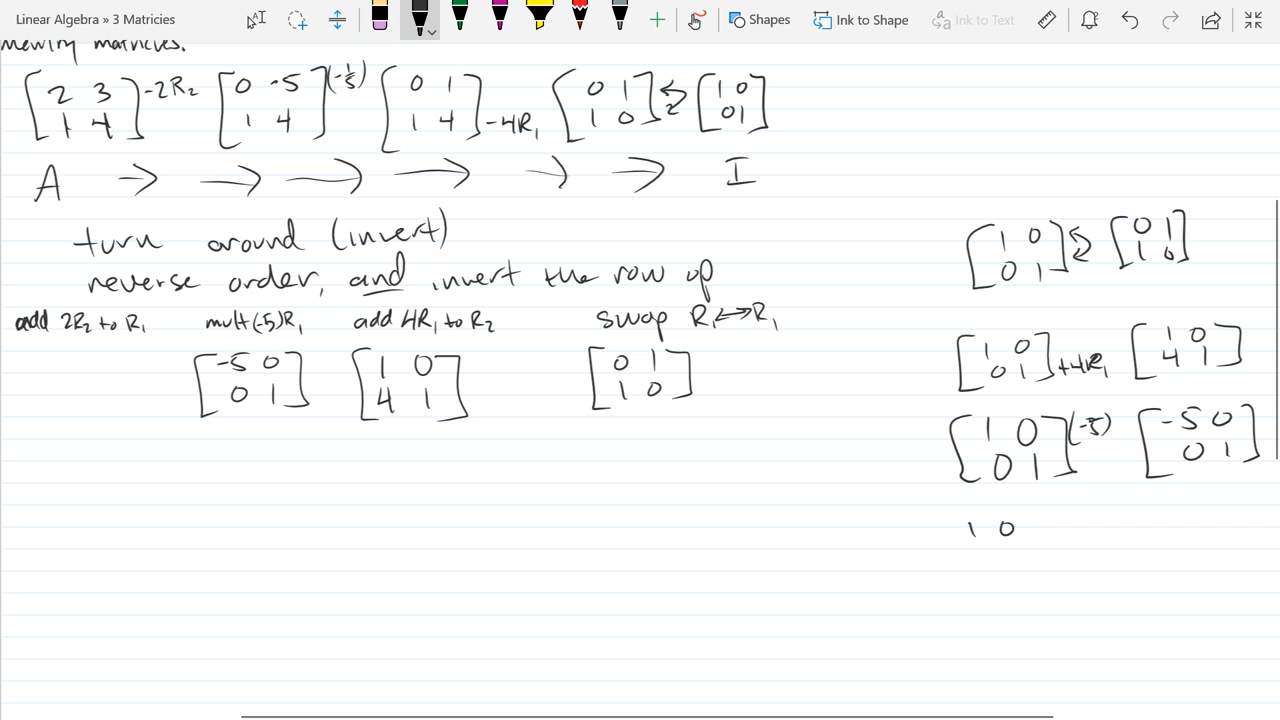 Linear Algebra » 3 Matricies
Shapes
Ink to Shape
Ink to Text
matricies.
[2 3; 1 4] -2R₂ [0 -5; 1 4] (-1/5) [0 1; 1 4] -4R₁ [0 1; 1 0] [1 0; 0 1]
A → → → → → → I
turn around (invert)
reverse order, and invert the row op
add 2R₂ to R₁ mult (-5)R₁ add 4R₁ to R₂ swap R₁↔R₁
[-5 0; 0 1] [1 0; 4 1] [0 1; 1 0]
[1 0; 0 1] [0 1; 1 0]
[1 0; 0 1] +4R₁ [1 0; 4 1]
[1 0; 0 1] (-5) [-5 0; 0 1]
1 0